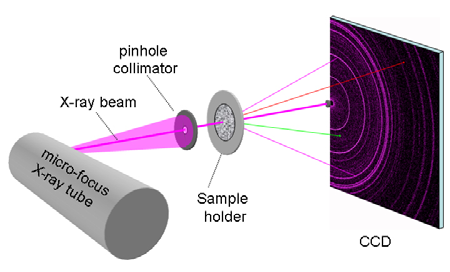 pinhole
collimator
X-ray beam
micro-focus
X-ray tube
Sample
holder
CCD